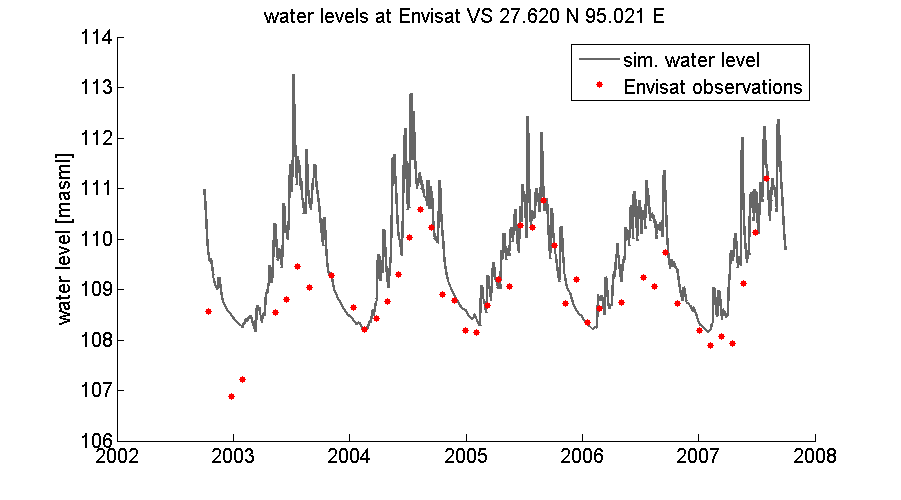 water levels at Envisat VS 27.620 N 95.021 E
114
113
112
111
110
109
108
107
106
water level [masml]
sim. water level
Envisat observations
2002 2003 2004 2005 2006 2007 2008